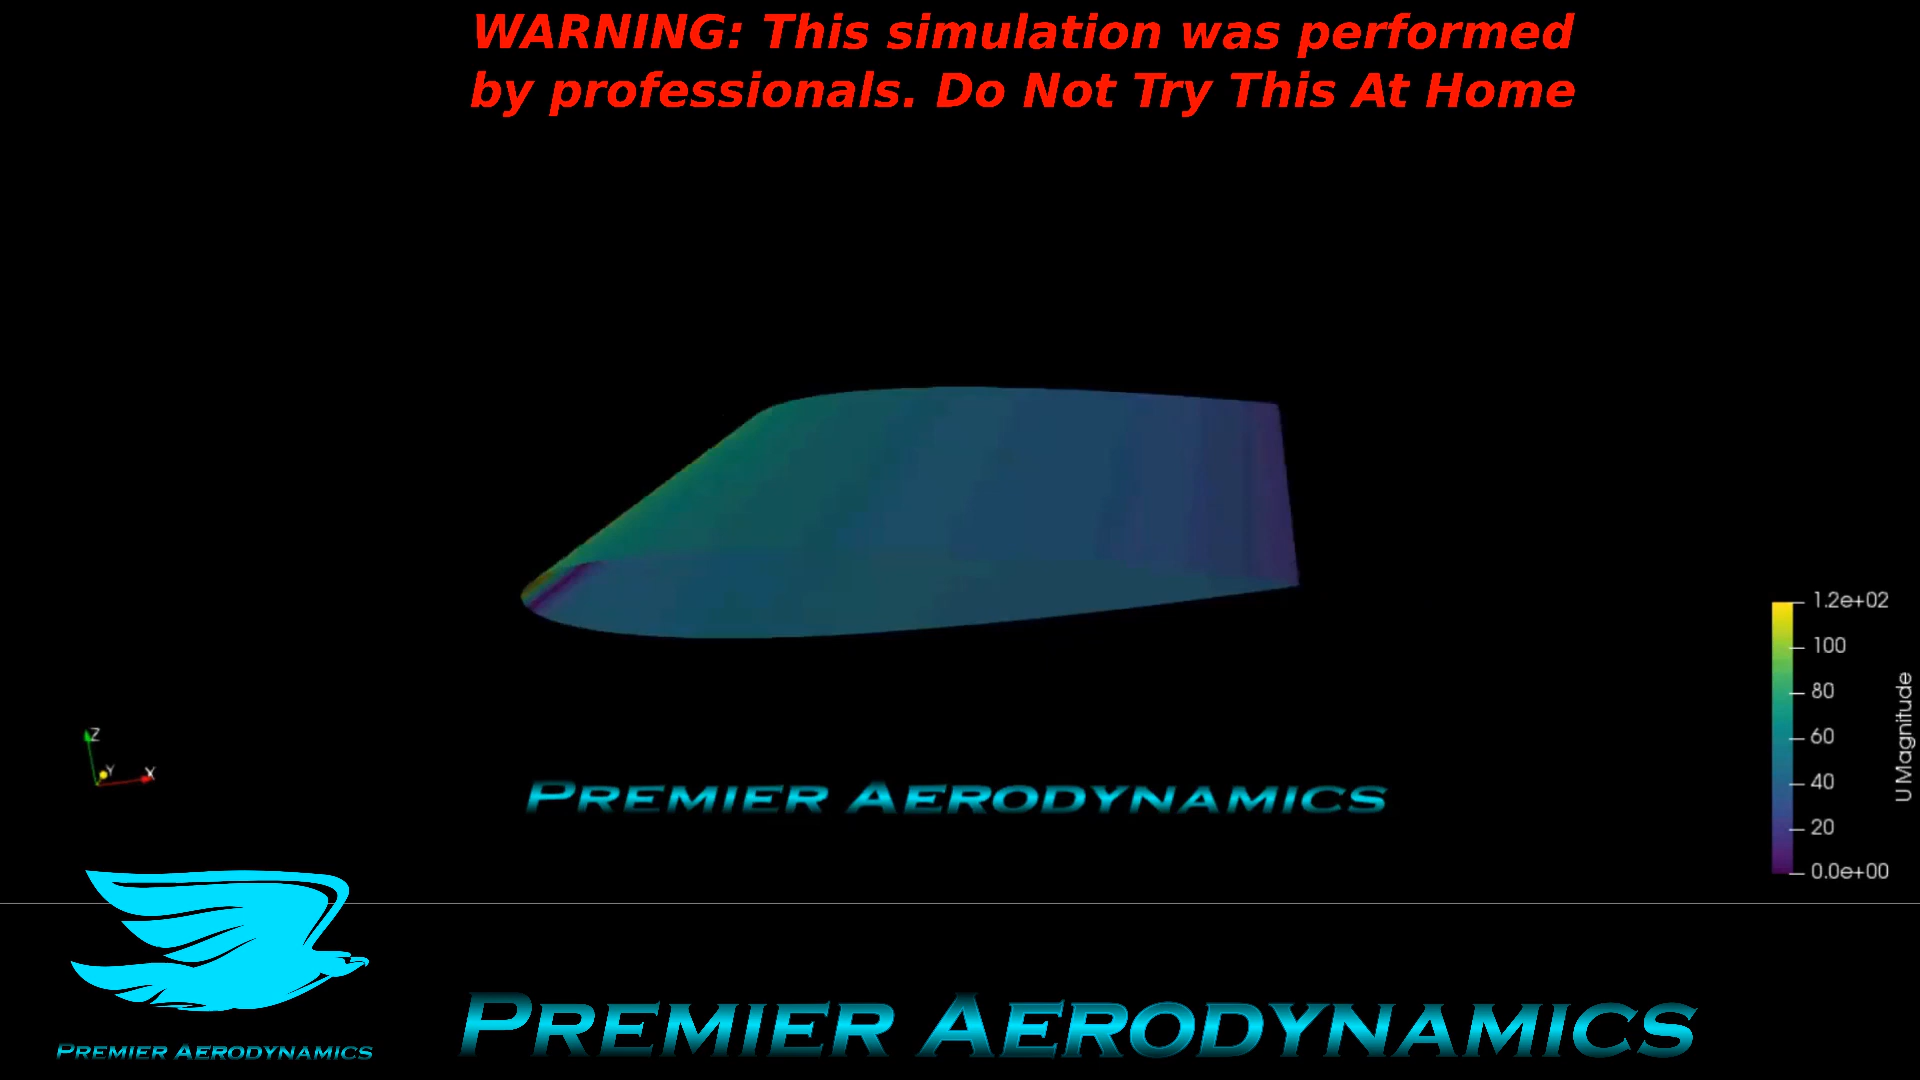 WARNING: This simulation was performed
by professionals. Do Not Try This At Home
1.2e+02
100
80
60
40
20
0.0e+00
U Magnitude
Z
Y
X
PREMIER AERODYNAMICS
PREMIER AERODYNAMICS
PREMIER AERODYNAMICS